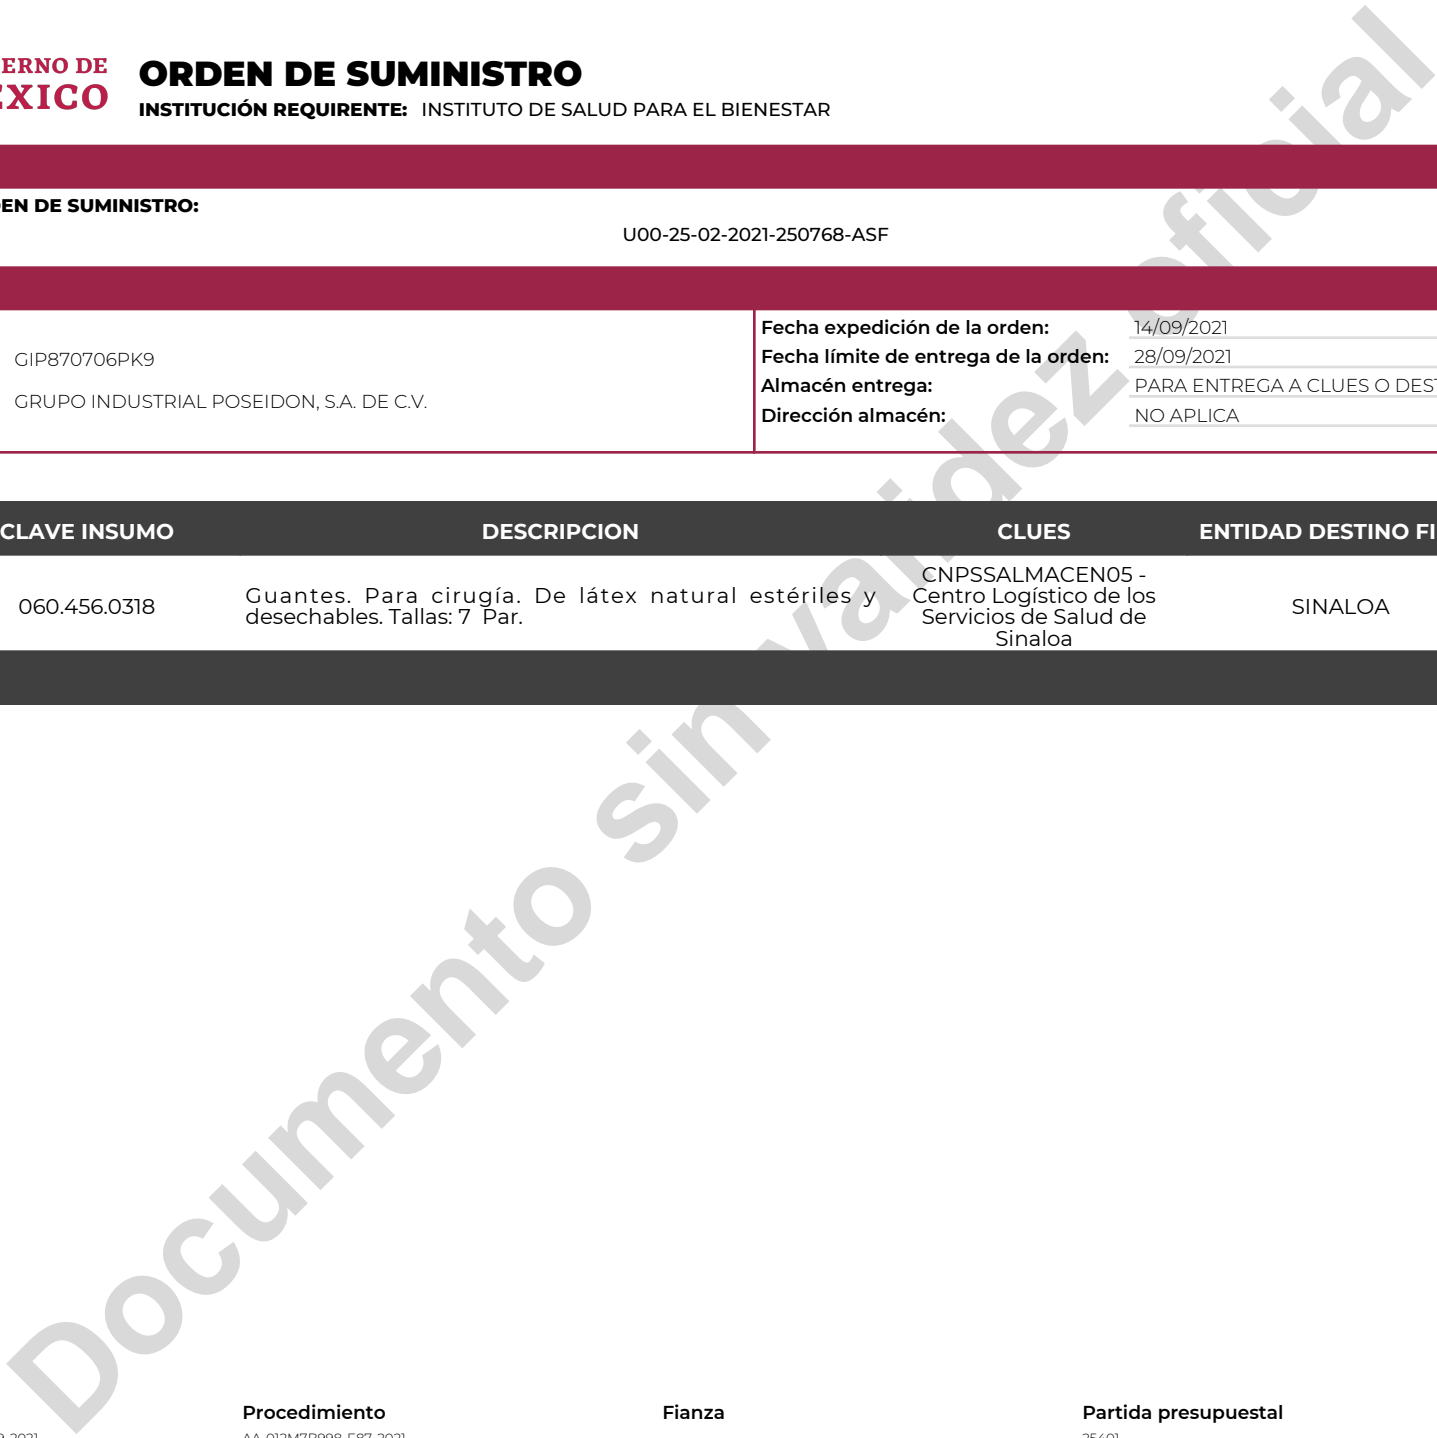 ERNO DE
EXICO
ORDEN DE SUMINISTRO
INSTITUCIÓN REQUIRENTE: INSTITUTO DE SALUD PARA EL BIENESTAR
EN DE SUMINISTRO:
U00-25-02-2021-250768-ASF
GIP870706PK9
GRUPO INDUSTRIAL POSEIDON, S.A. DE C.V.
Fecha expedición de la orden: 14/09/2021
Fecha límite de entrega de la orden: 28/09/2021
Almacén entrega: PARA ENTREGA A CLUES O DEST
Dirección almacén: NO APLICA
CLAVE INSUMO DESCRIPCION CLUES ENTIDAD DESTINO FI
060.456.0318
Guantes. Para cirugía. De látex natural estériles y
desechables. Tallas: 7 Par.
CNPSSALMACEN05 -
Centro Logístico de los
Servicios de Salud de
Sinaloa
SINALOA
Documento sin validez oficial
Procedimiento Fianza Partida presupuestal